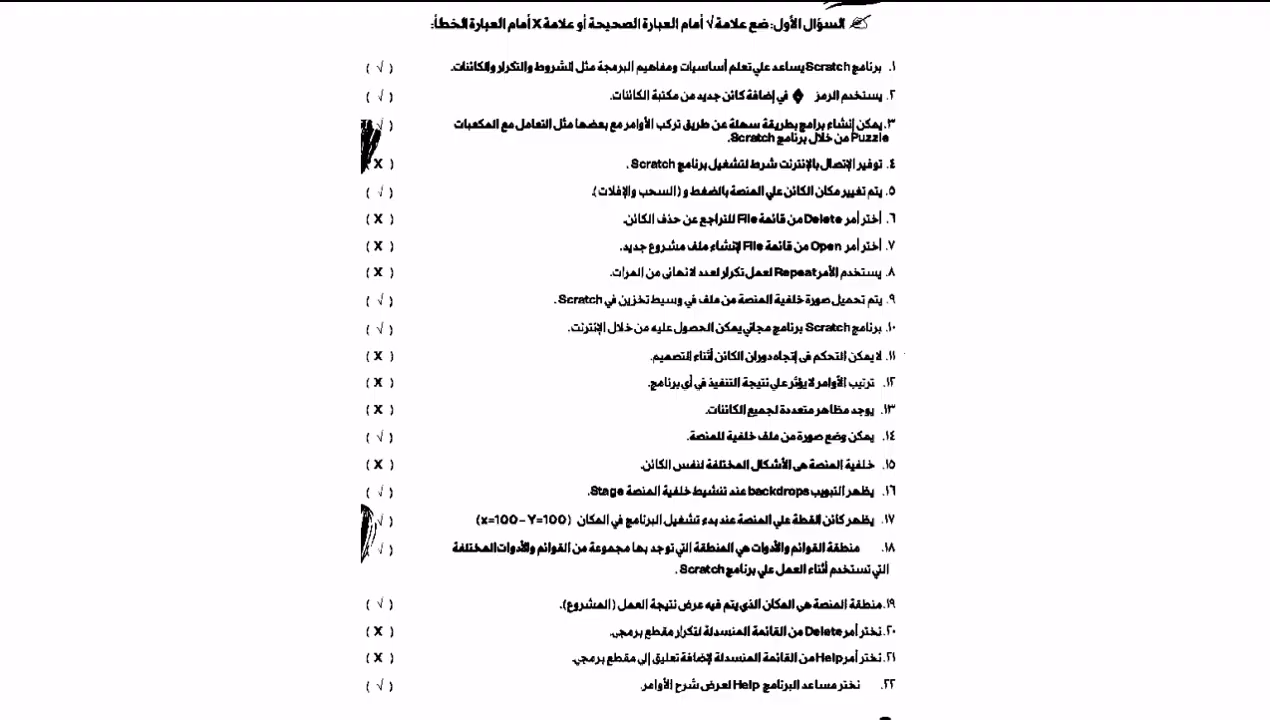 السؤال الأول: ضع علامة √ أمام العبارة الصحيحة أو علامة X أمام العبارة الخطأ:
١. برنامج Scratch يساعد علي تعلم أساسيات ومفاهيم البرمجة مثل الشروط والتكرار والكائنات. ( √ )
٢. يستخدم الرمز في إضافة كائن جديد من مكتبة الكائنات. ( √ )
٣. يمكن إنشاء برامج بطريقة سهلة عن طريق تركب الأوامر مع بعضها مثل التعامل مع المكعبات √ )
Puzzle من خلال برنامج Scratch.
٤. توفير الإتصال بالإنترنت شرط لتشغيل برنامج Scratch . X )
٥. يتم تغيير مكان الكائن علي المنصة بالضغط و (السحب والإفلات). ( √ )
٦. أختر أمر Delete من قائمة File للتراجع عن حذف الكائن. ( X )
٧. أختر أمر Open من قائمة File لإنشاء ملف مشروع جديد. ( X )
٨. يستخدم الأمر Repeat لعمل تكرار لعدد لانهائى من المرات. ( X )
٩. يتم تحميل صورة خلفية المنصة من ملف في وسيط تخزين في Scratch . ( √ )
١٠. برنامج Scratch برنامج مجاني يمكن الحصول عليه من خلال الإنترنت. ( √ )
١١. لا يمكن التحكم فى إتجاه دوران الكائن أثناء التصميم. ( X )
١٢. ترتيب الأوامر لايؤثر علي نتيجة التنفيذ في أي برنامج. ( X )
١٣. يوجد مظاهر متعددة لجميع الكائنات. ( X )
١٤. يمكن وضع صورة من ملف خلفية للمنصة. ( √ )
١٥. خلفية المنصة هى الأشكال المختلفة لنفس الكائن. ( X )
١٦. يظهر التبويب backdrops عند تنشيط خلفية المنصة Stage. ( √ )
١٧. يظهر كائن القطة علي المنصة عند بدء تشغيل البرنامج في المكان (x=100 – Y=100) √ )
١٨. منطقة القوائم والأدوات هي المنطقة التي توجد بها مجموعة من القوائم والأدوات المختلفة √ )
التي تستخدم أثناء العمل علي برنامج Scratch .
١٩. منطقة المنصة هي المكان الذي يتم فيه عرض نتيجة العمل (المشروع). ( √ )
٢٠. نختر أمر Delete من القائمة المنسدلة لتكرار مقطع برمجي. ( X )
٢١. نختر أمر Help من القائمة المنسدلة لإضافة تعليق إلي مقطع برمجي. ( X )
٢٢. نختر مساعد البرنامج Help لعرض شرح الأوامر. ( √ )